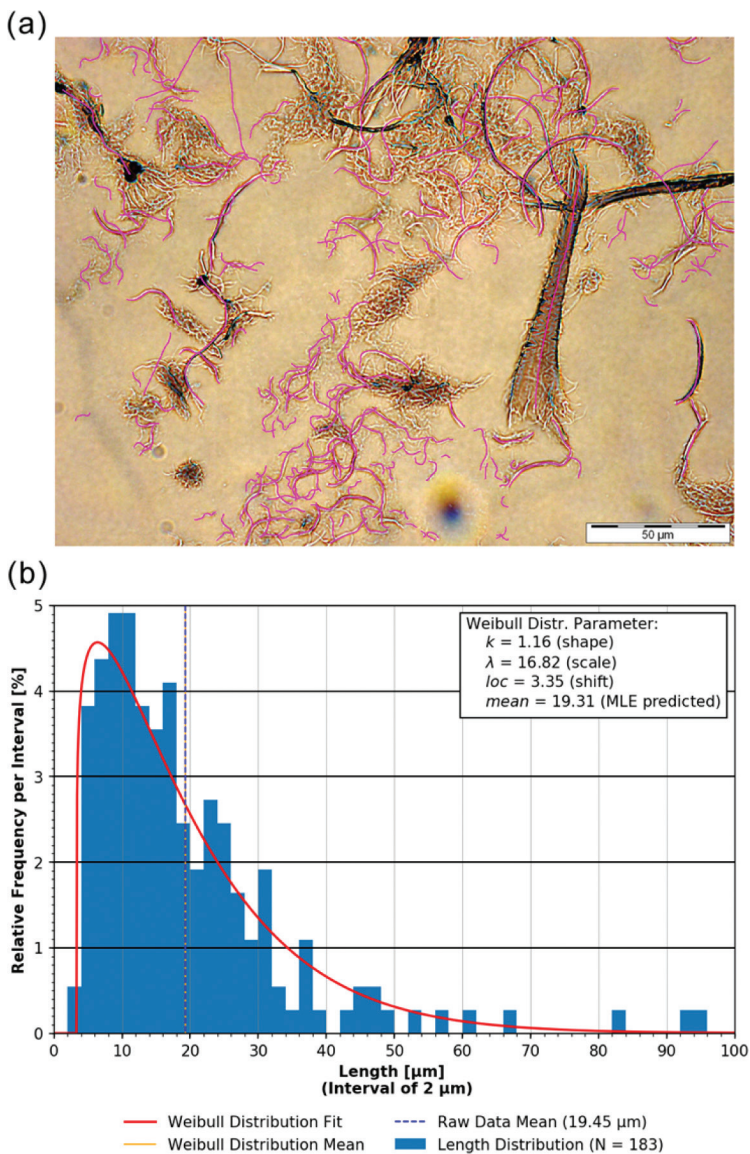 (a)
50 µm
(b)
Relative Frequency per Interval [%]
5
4
3
2
1
0
Weibull Distr. Parameter:
k = 1.16 (shape)
λ = 16.82 (scale)
loc = 3.35 (shift)
mean = 19.31 (MLE predicted)
0 10 20 30 40 50 60 70 80 90 100
Length [µm]
(Interval of 2 µm)
Weibull Distribution Fit
Weibull Distribution Mean
Raw Data Mean (19.45 µm)
Length Distribution (N = 183)